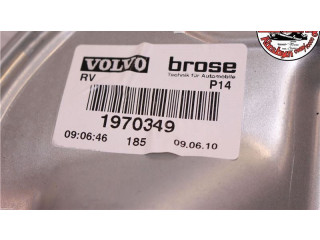 VOLVO brose
Technik für Automobile
RV P14
1970349
09:06:46 185 09.06.10